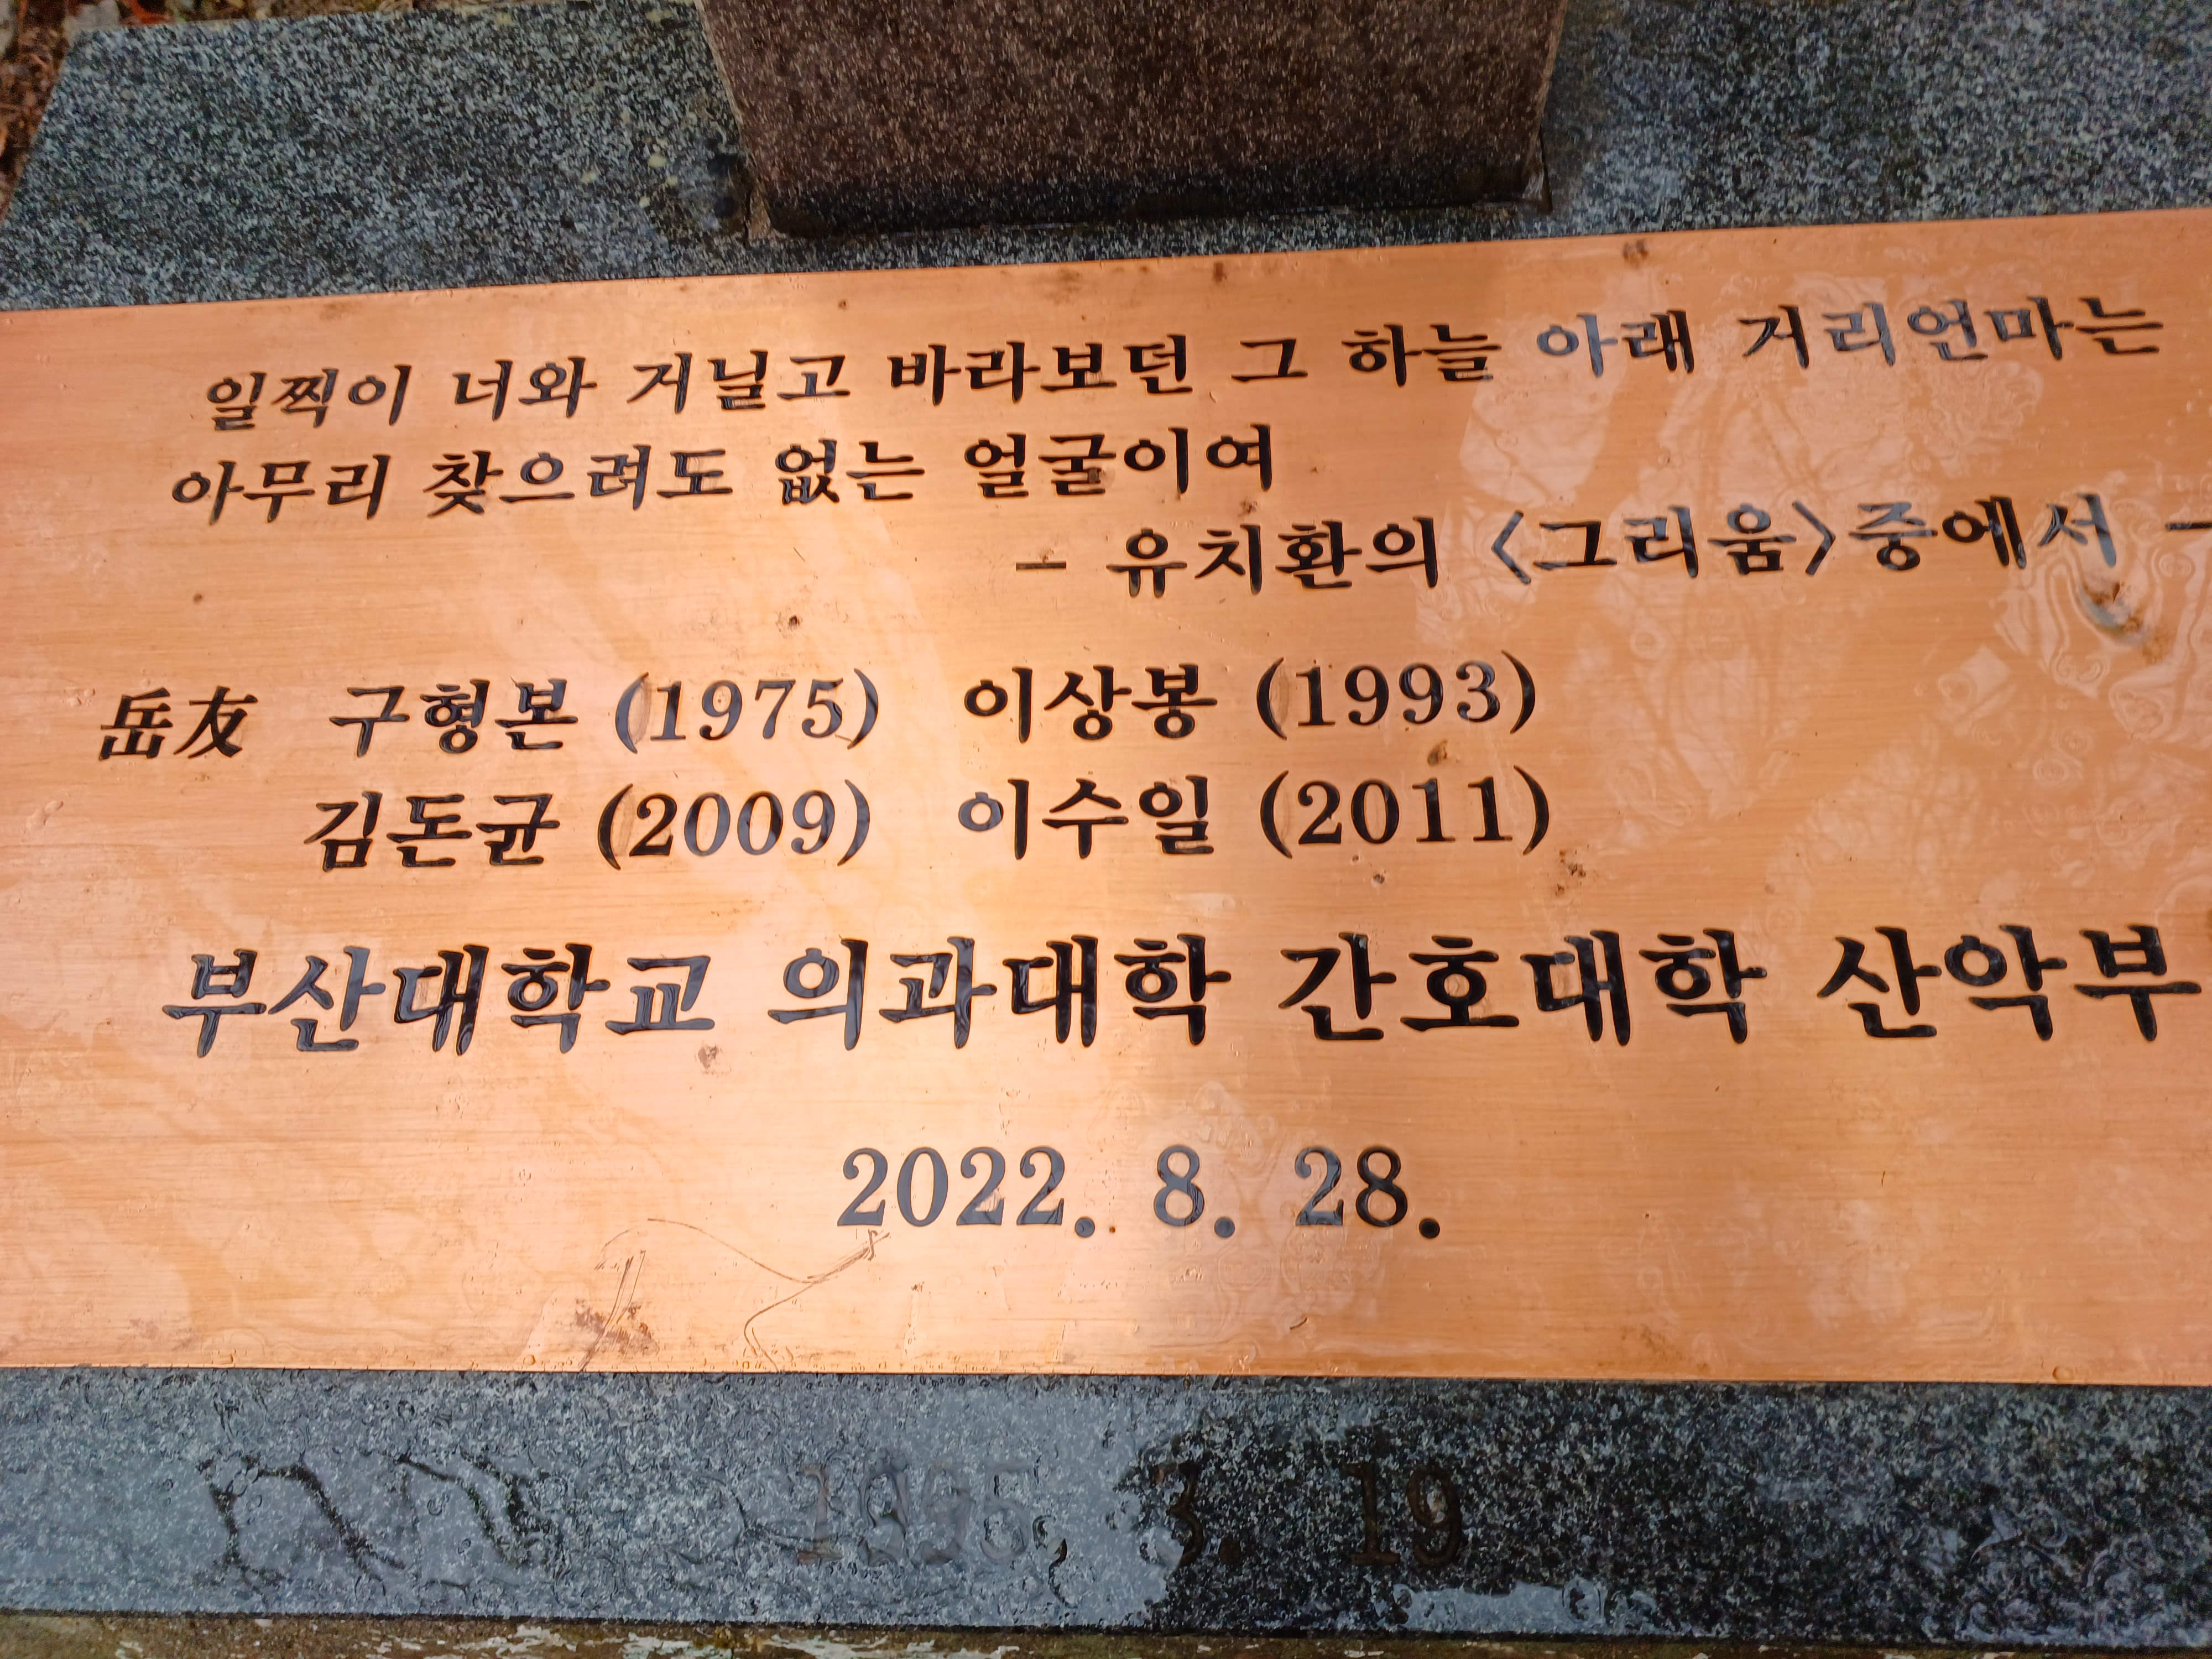 일찍이 너와 거닐고 바라보던 그 하늘 아래 거리언마는
아무리 찾으려도 없는 얼굴이여
- 유치환의 〈그리움〉중에서 -
岳友 구형본 (1975) 이상봉 (1993)
김돈균 (2009) 이수일 (2011)
부산대학교 의과대학 간호대학 산악부
2022. 8. 28.
1995. 3. 19